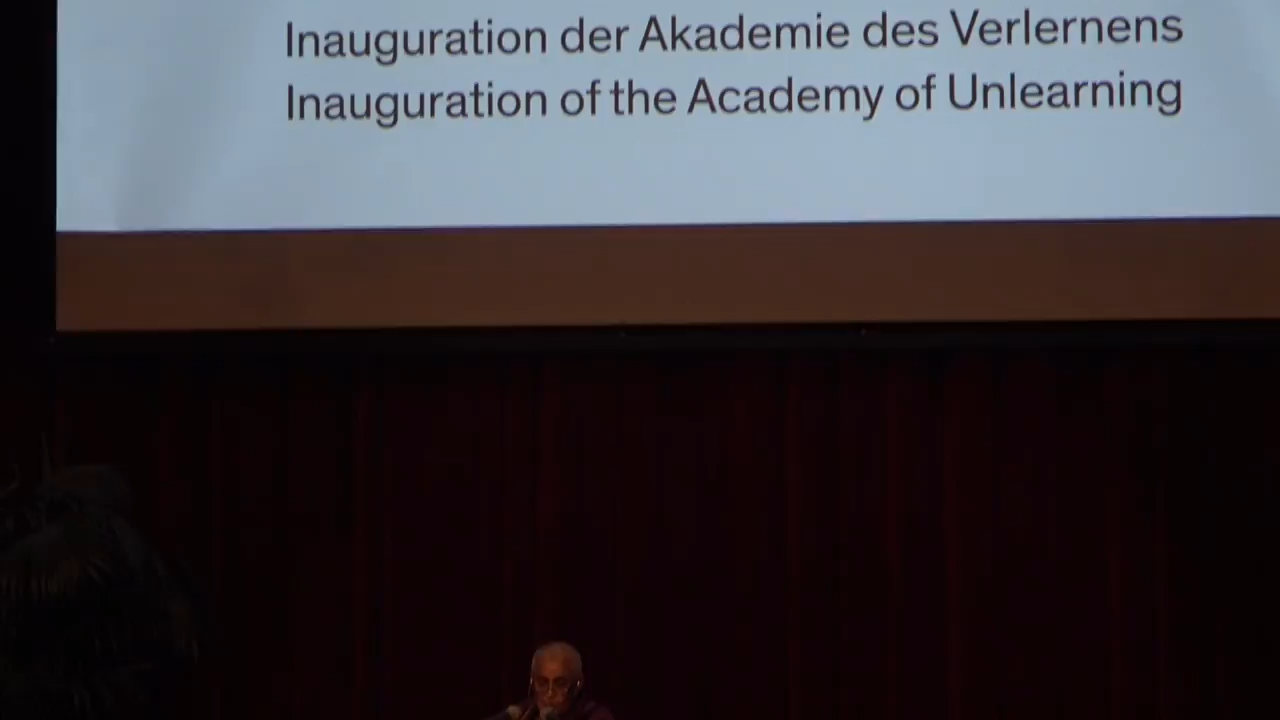 Inauguration der Akademie des Verlernens
Inauguration of the Academy of Unlearning